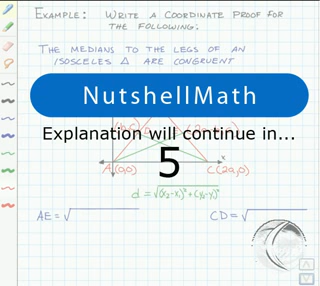 EXAMPLE: WRITE A COORDINATE PROOF FOR
THE FOLLOWING:
THE MEDIANS TO THE LEGS OF AN
ISOSCELES Δ ARE CONGRUENT
NutshellMath
Explanation will continue in...
5
x
A(0,0) C(2a,0)
d = √(x₂-x₁)²+(y₂-y₁)²
AE = √ CD = √